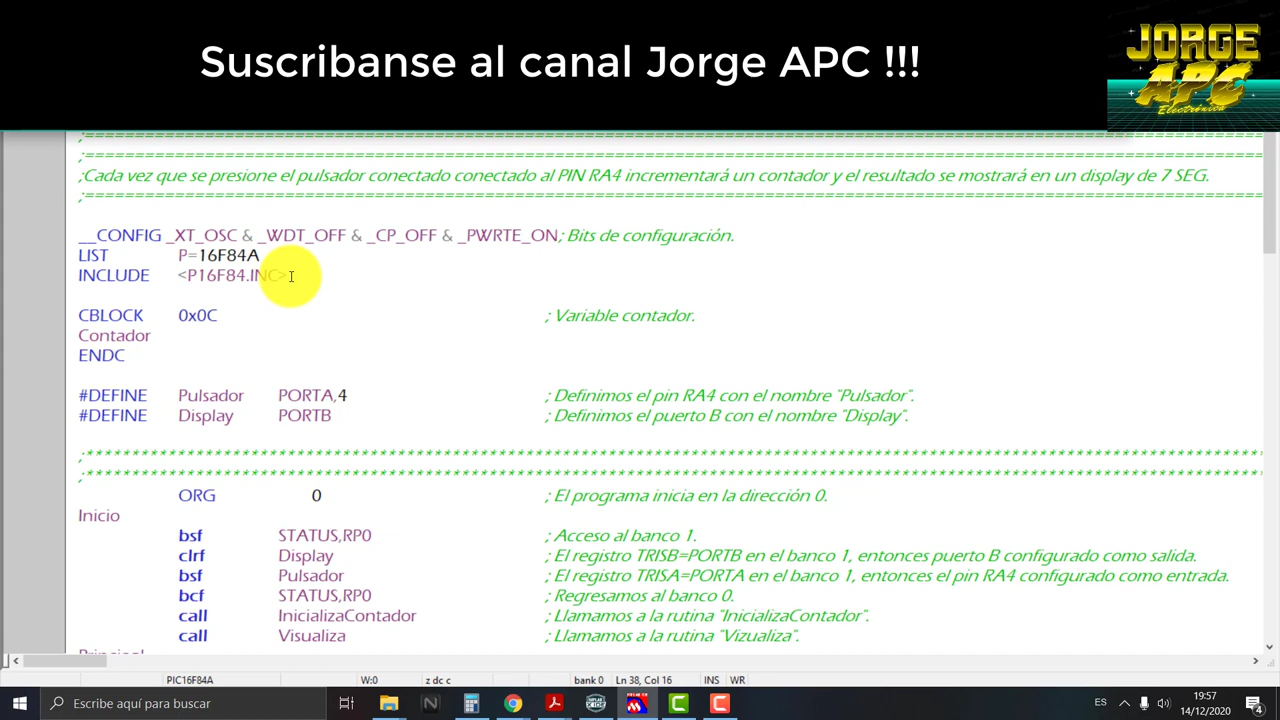 Suscribanse al canal Jorge APC !!!
JORGE
APC
Electrónica
;==============================================================================
;==============================================================================
;Cada vez que se presione el pulsador conectado conectado al PIN RA4 incrementará un contador y el resultado se mostrará en un display de 7 SEG.
;==============================================================================
__CONFIG _XT_OSC & _WDT_OFF & _CP_OFF & _PWRTE_ON; Bits de configuración.
LIST P=16F84A
INCLUDE <P16F84.INC>
CBLOCK 0x0C ; Variable contador.
Contador
ENDC
#DEFINE Pulsador PORTA,4 ; Definimos el pin RA4 con el nombre "Pulsador".
#DEFINE Display PORTB ; Definimos el puerto B con el nombre "Display".
;******************************************************************************
;******************************************************************************
ORG 0 ; El programa inicia en la dirección 0.
Inicio
bsf STATUS,RP0 ; Acceso al banco 1.
clrf Display ; El registro TRISB=PORTB en el banco 1, entonces puerto B configurado como salida.
bsf Pulsador ; El registro TRISA=PORTA en el banco 1, entonces el pin RA4 configurado como entrada.
bcf STATUS,RP0 ; Regresamos al banco 0.
call InicializaContador ; Llamamos a la rutina "InicializaContador".
call Visualiza ; Llamamos a la rutina "Vizualiza".
Principal
PIC16F84A W:0 z dc c bank 0 Ln 38, Col 16 INS WR
Escribe aquí para buscar
ES
19:57
14/12/2020
4